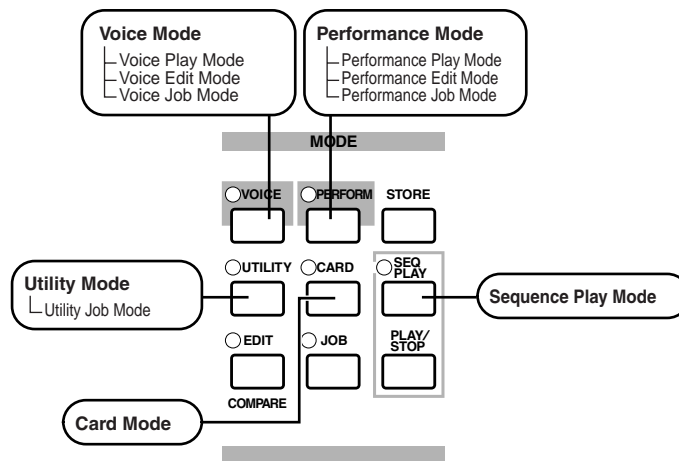 Voice Mode
Voice Play Mode
Voice Edit Mode
Voice Job Mode
Performance Mode
Performance Play Mode
Performance Edit Mode
Performance Job Mode
MODE
VOICE
PERFORM
STORE
UTILITY
CARD
SEQ
PLAY
Utility Mode
Utility Job Mode
Sequence Play Mode
EDIT
JOB
PLAY/
STOP
COMPARE
Card Mode